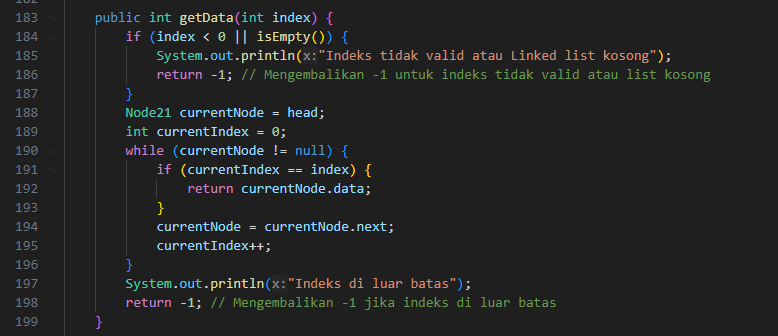 183 public int getData(int index) {
184 if (index < 0 || isEmpty()) {
185 System.out.println(x:"Indeks tidak valid atau Linked list kosong");
186 return -1; // Mengembalikan -1 untuk indeks tidak valid atau list kosong
187 }
188 Node21 currentNode = head;
189 int currentIndex = 0;
190 while (currentNode != null) {
191 if (currentIndex == index) {
192 return currentNode.data;
193 }
194 currentNode = currentNode.next;
195 currentIndex++;
196 }
197 System.out.println(x:"Indeks di luar batas");
198 return -1; // Mengembalikan -1 jika indeks di luar batas
199 }